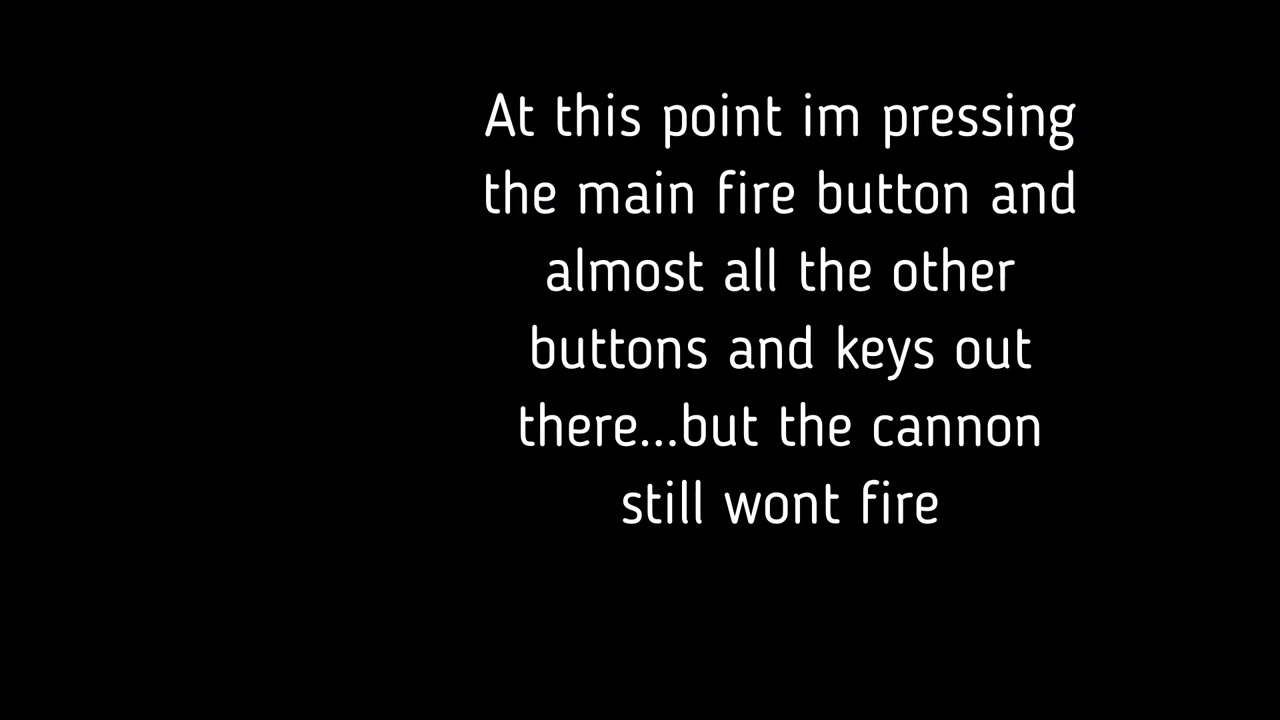 At this point im pressing
the main fire button and
almost all the other
buttons and keys out
there...but the cannon
still wont fire